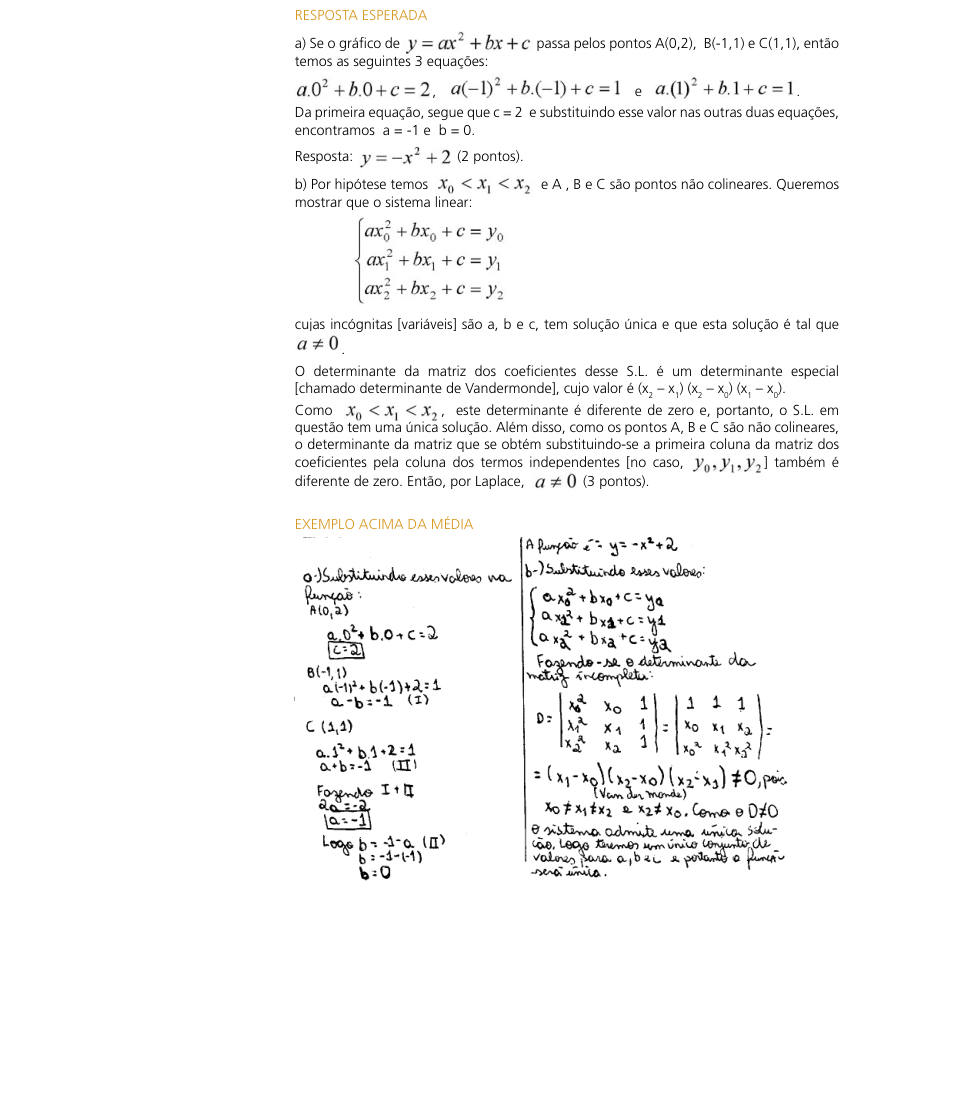 RESPOSTA ESPERADA
a) Se o gráfico de y = ax² + bx + c passa pelos pontos A(0,2), B(-1,1) e C(1,1), então
temos as seguintes 3 equações:
a.0² + b.0 + c = 2, a(−1)² + b.(−1) + c = 1 e a.(1)² + b.1 + c = 1.
Da primeira equação, segue que c = 2 e substituindo esse valor nas outras duas equações,
encontramos a = -1 e b = 0.
Resposta: y = −x² + 2 (2 pontos).
b) Por hipótese temos x₀ < x₁ < x₂ e A , B e C são pontos não colineares. Queremos
mostrar que o sistema linear:
ax₀² + bx₀ + c = y₀
ax₁² + bx₁ + c = y₁
ax₂² + bx₂ + c = y₂
cujas incógnitas [variáveis] são a, b e c, tem solução única e que esta solução é tal que
a ≠ 0.
O determinante da matriz dos coeficientes desse S.L. é um determinante especial
[chamado determinante de Vandermonde], cujo valor é (x₂ – x₁) (x₂ – x₀) (x₁ – x₀).
Como x₀ < x₁ < x₂, este determinante é diferente de zero e, portanto, o S.L. em
questão tem uma única solução. Além disso, como os pontos A, B e C são não colineares,
o determinante da matriz que se obtém substituindo-se a primeira coluna da matriz dos
coeficientes pela coluna dos termos independentes [no caso, y₀, y₁, y₂] também é
diferente de zero. Então, por Laplace, a ≠ 0 (3 pontos).
EXEMPLO ACIMA DA MÉDIA
a-) Substituindo esses valores na
função:
A(0,2)
a.0² + b.0 + c = 2
c = 2
B(-1,1)
a(-1)² + b(-1) + 2 = 1
a - b = -1 (I)
C (1,1)
a.1² + b.1 + 2 = 1
a + b = -1 (II)
Fazendo I + II
2a = -2
a = -1
Logo b = -1 - a (II)
b = -1 - (-1)
b = 0
A função é: y = -x² + 2
b-) Substituindo esses valores:
ax₀² + bx₀ + c = y₀
ax₁² + bx₁ + c = y₁
ax₂² + bx₂ + c = y₂
Fazendo-se o determinante da
matriz incompleta:
D = | x₀² x₀ 1 | = | 1 1 1 | =
| x₁² x₁ 1 | | x₀ x₁ x₂ |
| x₂² x₂ 1 | | x₀² x₁² x₂² |
= (x₁-x₀)(x₂-x₀)(x₂-x₁) ≠ 0, pois
(Van der monde)
x₀ ≠ x₁ ≠ x₂ e x₂ ≠ x₀. Como o D≠0
o sistema admite uma única solu-
ção. Logo teremos um único conjunto de
valores para a, b e c e portanto a função
será única.